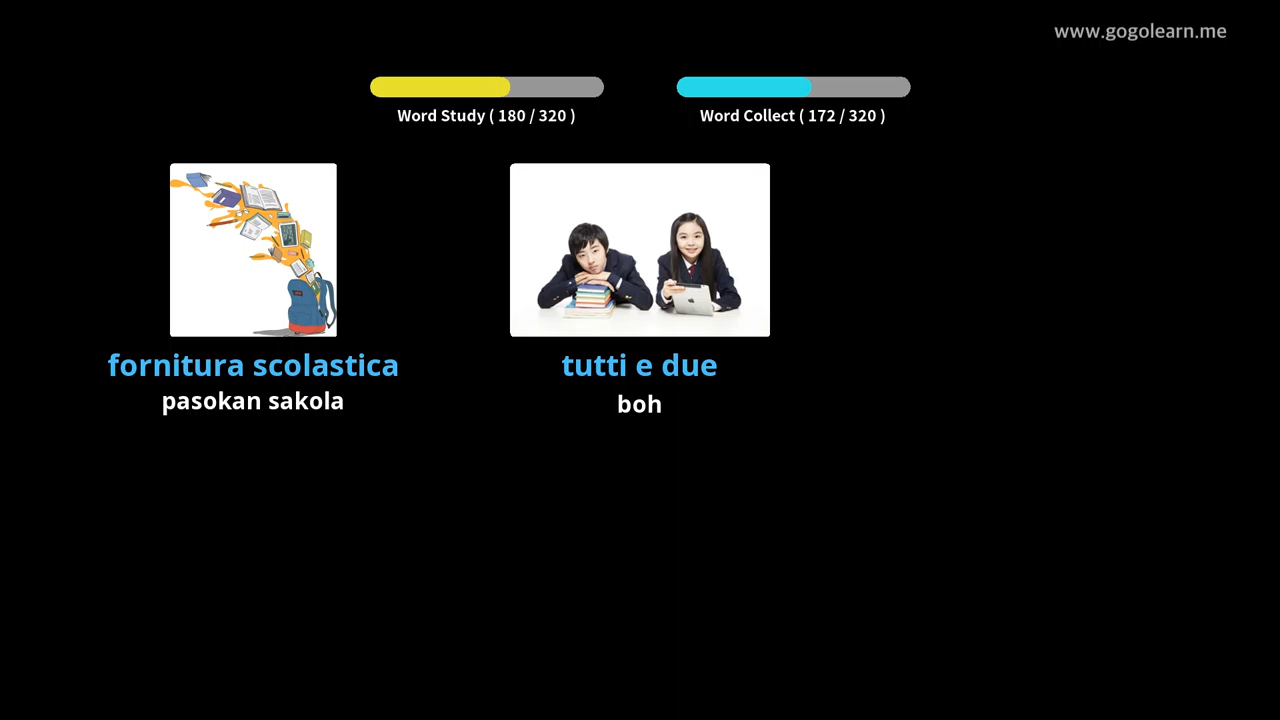 www.gogolearn.me
Word Study ( 180 / 320 )
Word Collect ( 172 / 320 )
fornitura scolastica
pasokan sakola
tutti e due
boh